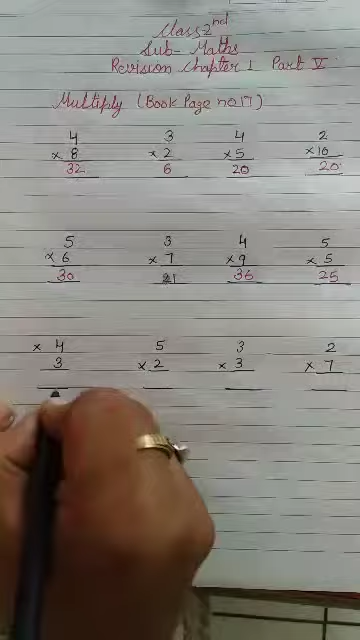 Class 2nd
Sub- Maths
Revision Chapter I Part V
Multiply (Book Page no 17)
4 3 4 2
×8 ×2 ×5 ×10
32 6 20 20
5 3 4 5
×6 ×7 ×9 ×5
30 21 36 25
× 4 5 3 2
3 ×2 ×3 ×7